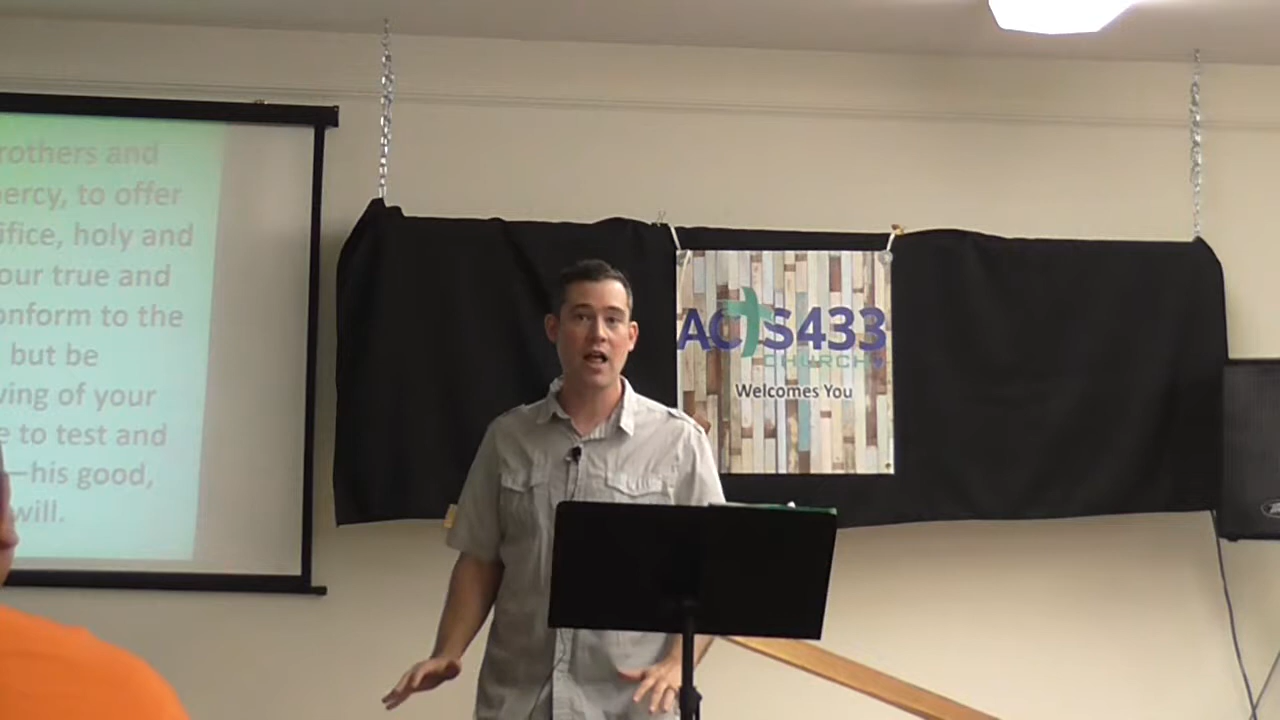 rothers and
ercy, to offer
ifice, holy and
our true and
onform to the
but be
ving of your
e to test and
—his good,
will.
ACTS433
CHURCH
Welcomes You